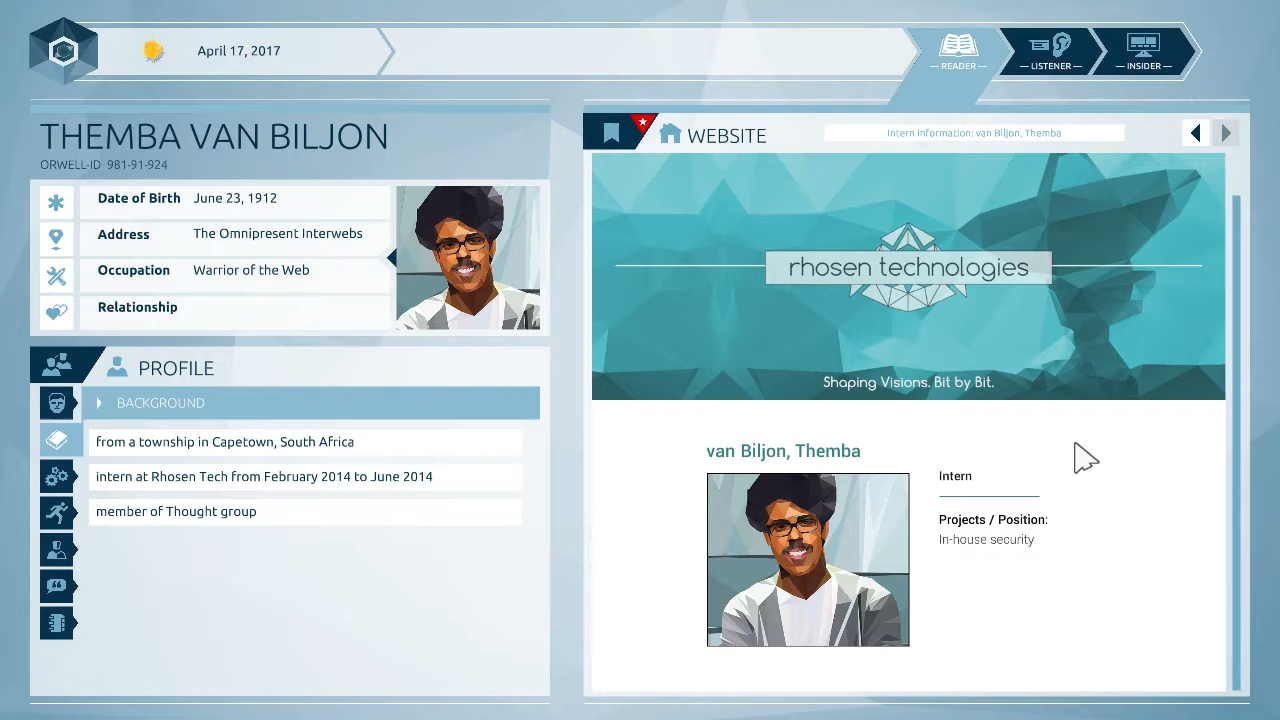 April 17, 2017
READER
LISTENER
INSIDER
THEMBA VAN BILJON
ORWELL-ID 981-91-924
Date of Birth June 23, 1912
Address The Omnipresent Interwebs
Occupation Warrior of the Web
Relationship
PROFILE
BACKGROUND
from a township in Capetown, South Africa
intern at Rhosen Tech from February 2014 to June 2014
member of Thought group
WEBSITE
Intern information: van Biljon, Themba
rhosen technologies
Shaping Visions. Bit by Bit.
van Biljon, Themba
Intern
Projects / Position:
In-house security